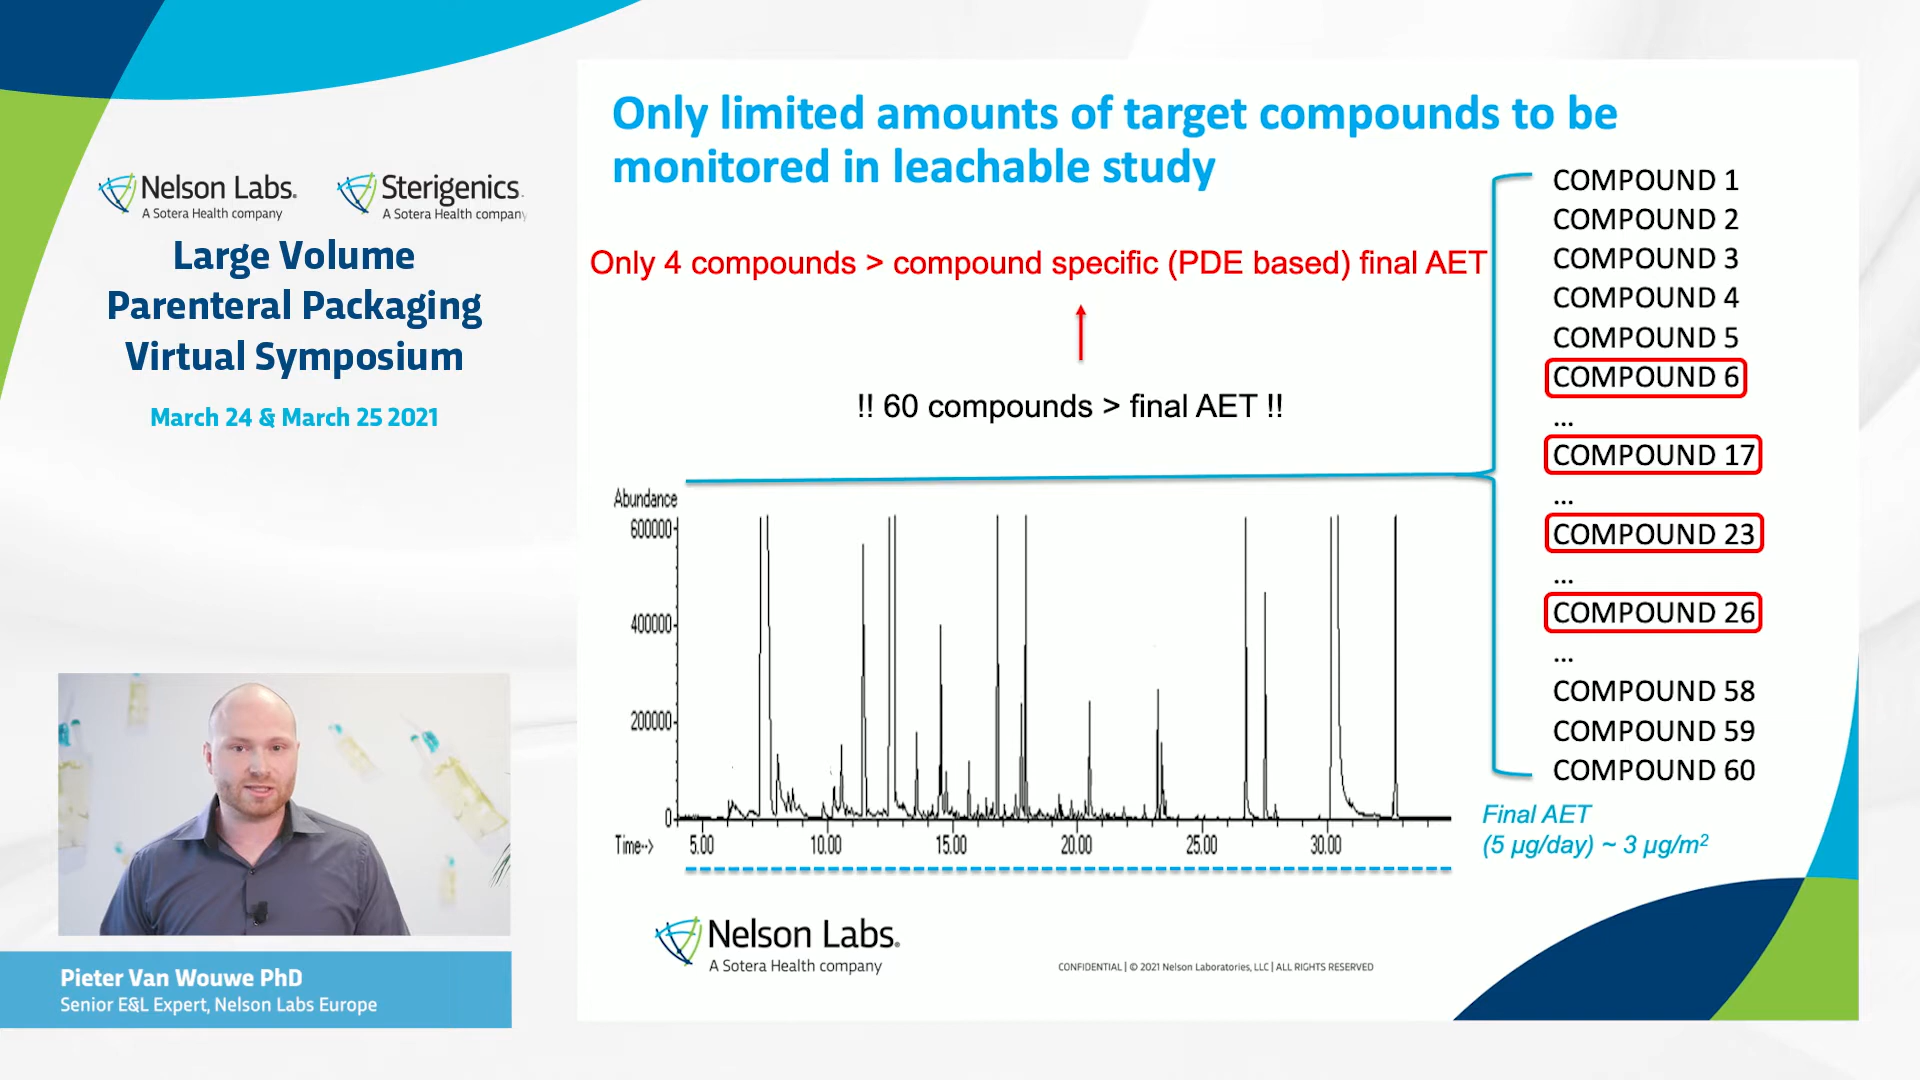 Nelson Labs.
A Sotera Health company
Sterigenics
A Sotera Health company
Large Volume
Parenteral Packaging
Virtual Symposium
March 24 & March 25 2021
Pieter Van Wouwe PhD
Senior E&L Expert, Nelson Labs Europe
Only limited amounts of target compounds to be
monitored in leachable study
Only 4 compounds > compound specific (PDE based) final AET
!! 60 compounds > final AET !!
Abundance
600000
400000
200000
0
Time-->
5.00 10.00 15.00 20.00 25.00 30.00
COMPOUND 1
COMPOUND 2
COMPOUND 3
COMPOUND 4
COMPOUND 5
COMPOUND 6
...
COMPOUND 17
...
COMPOUND 23
...
COMPOUND 26
...
COMPOUND 58
COMPOUND 59
COMPOUND 60
Final AET
(5 µg/day) ~ 3 µg/m²
Nelson Labs®
A Sotera Health company
CONFIDENTIAL | © 2021 Nelson Laboratories, LLC | ALL RIGHTS RESERVED